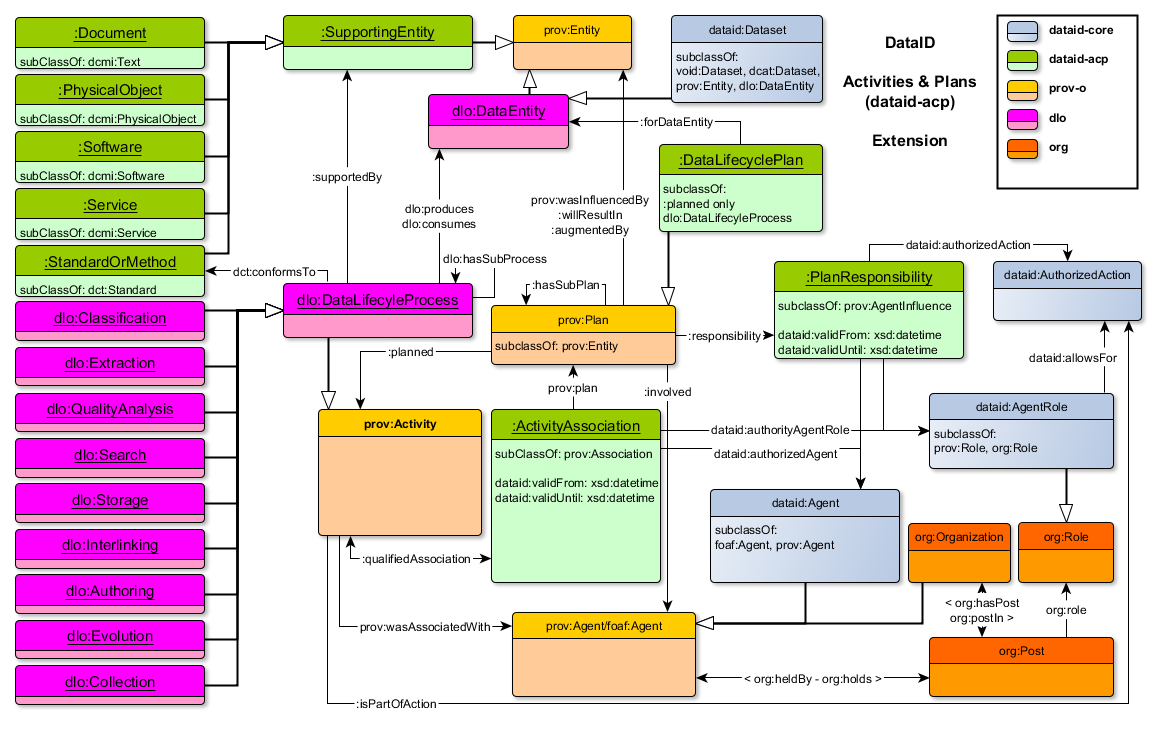 :Document
subClassOf: dcmi:Text
:PhysicalObject
subClassOf: dcmi:PhysicalObject
:Software
subClassOf: dcmi:Software
:Service
subClassOf: dcmi:Service
:StandardOrMethod
subClassOf: dct:Standard
dlo:Classification
dlo:Extraction
dlo:QualityAnalysis
dlo:Search
dlo:Storage
dlo:Interlinking
dlo:Authoring
dlo:Evolution
dlo:Collection
:SupportingEntity
prov:Entity
dataid:Dataset
subclassOf:
void:Dataset, dcat:Dataset,
prov:Entity, dlo:DataEntity
dlo:DataEntity
:forDataEntity
:DataLifecyclePlan
subclassOf:
:planned only
dlo:DataLifecyleProcess
:supportedBy
dlo:produces
dlo:consumes
prov:wasInfluencedBy
:willResultIn
:augmentedBy
dct:conformsTo
dlo:hasSubProcess
dlo:DataLifecyleProcess
:hasSubPlan
prov:Plan
subclassOf: prov:Entity
:responsibility
:PlanResponsibility
subclassOf: prov:AgentInfluence
dataid:validFrom: xsd:datetime
dataid:validUntil: xsd:datetime
dataid:authorizedAction
dataid:AuthorizedAction
dataid:allowsFor
:planned
prov:plan
:involved
prov:Activity
:ActivityAssociation
subClassOf: prov:Association
dataid:validFrom: xsd:datetime
dataid:validUntil: xsd:datetime
dataid:authorityAgentRole
dataid:authorizedAgent
dataid:AgentRole
subclassOf:
prov:Role, org:Role
dataid:Agent
subclassOf:
foaf:Agent, prov:Agent
org:Organization
org:Role
:qualifiedAssociation
prov:wasAssociatedWith
prov:Agent/foaf:Agent
< org:hasPost
org:postIn >
org:role
org:Post
< org:heldBy - org:holds >
:isPartOfAction
DataID
Activities & Plans
(dataid-acp)
Extension
dataid-core
dataid-acp
prov-o
dlo
org